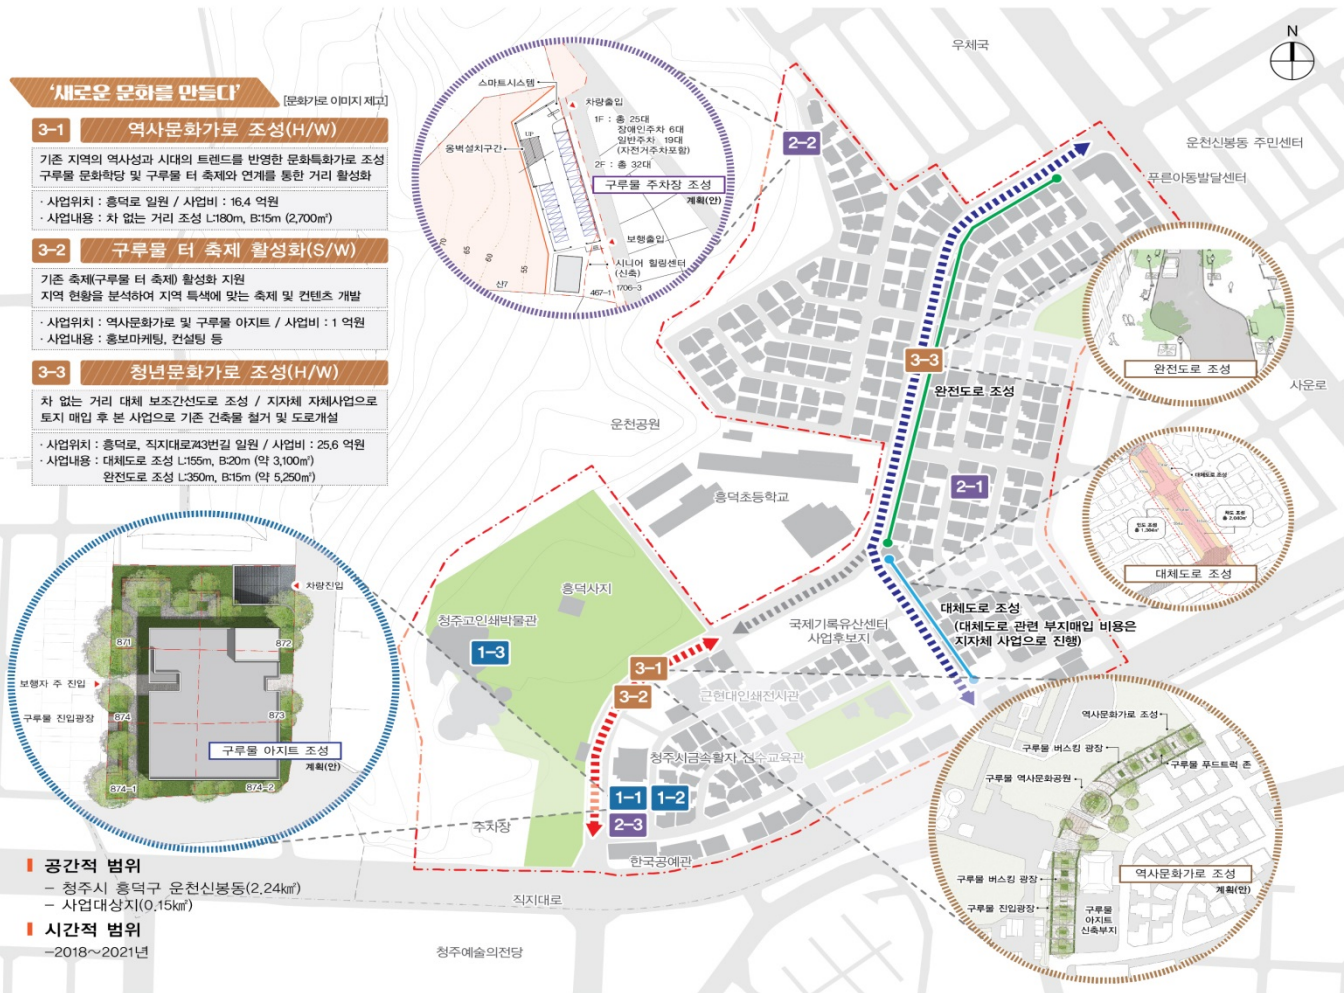 '새로운 문화를 만들다'
[문화가로 이미지 제고]
3-1 역사문화가로 조성(H/W)
기존 지역의 역사성과 시대의 트렌드를 반영한 문화특화가로 조성
구루물 문화학당 및 구루물 터 축제와 연계를 통한 거리 활성화
· 사업위치 : 흥덕로 일원 / 사업비 : 16.4 억원
· 사업내용 : 차 없는 거리 조성 L:180m, B:15m (2,700㎡)
3-2 구루물 터 축제 활성화(S/W)
기존 축제(구루물 터 축제) 활성화 지원
지역 현황을 분석하여 지역 특색에 맞는 축제 및 컨텐츠 개발
· 사업위치 : 역사문화가로 및 구루물 아지트 / 사업비 : 1 억원
· 사업내용 : 홍보마케팅, 컨설팅 등
3-3 청년문화가로 조성(H/W)
차 없는 거리 대체 보조간선도로 조성 / 지자체 자체사업으로
토지 매입 후 본 사업으로 기존 건축물 철거 및 도로개설
· 사업위치 : 흥덕로, 직지대로743번길 일원 / 사업비 : 25.6 억원
· 사업내용 : 대체도로 조성 L:155m, B:20m (약 3,100㎡)
완전도로 조성 L:350m, B:15m (약 5,250㎡)
스마트시스템
차량출입
1F : 총 25대
장애인주차 6대
일반주차 19대
(자전거주차포함)
2F : 총 32대
옹벽설치구간
구루물 주차장 조성
계획(안)
보행출입
시니어 힐링센터
(신축)
70
65
60
55
산7
467-1
1706-3
우체국
N
2-2
운천신봉동 주민센터
푸른아동발달센터
완전도로 조성
사운로
3-3
완전도로 조성
운천공원
흥덕초등학교
2-1
대체도로 조성
대체도로 조성
대체도로 조성
(대체도로 관련 부지매입 비용은
지자체 사업으로 진행)
국제기록유산센터
사업후보지
흥덕사지
청주고인쇄박물관
1-3
3-1
3-2
근현대인쇄전시관
청주시금속활자 전수교육관
1-1
1-2
2-3
주차장
한국공예관
직지대로
청주예술의전당
차량진입
871
872
보행자 주 진입
구루물 진입광장
874
873
구루물 아지트 조성
계획(안)
874-1
874-2
역사문화가로 조성
구루물 버스킹 광장
구루물 푸드트럭 존
구루물 역사문화공원
구루물 버스킹 광장
역사문화가로 조성
계획(안)
구루물 진입광장
구루물
아지트
신축부지
공간적 범위
- 청주시 흥덕구 운천신봉동(2.24㎢)
- 사업대상지(0.15㎢)
시간적 범위
-2018~2021년